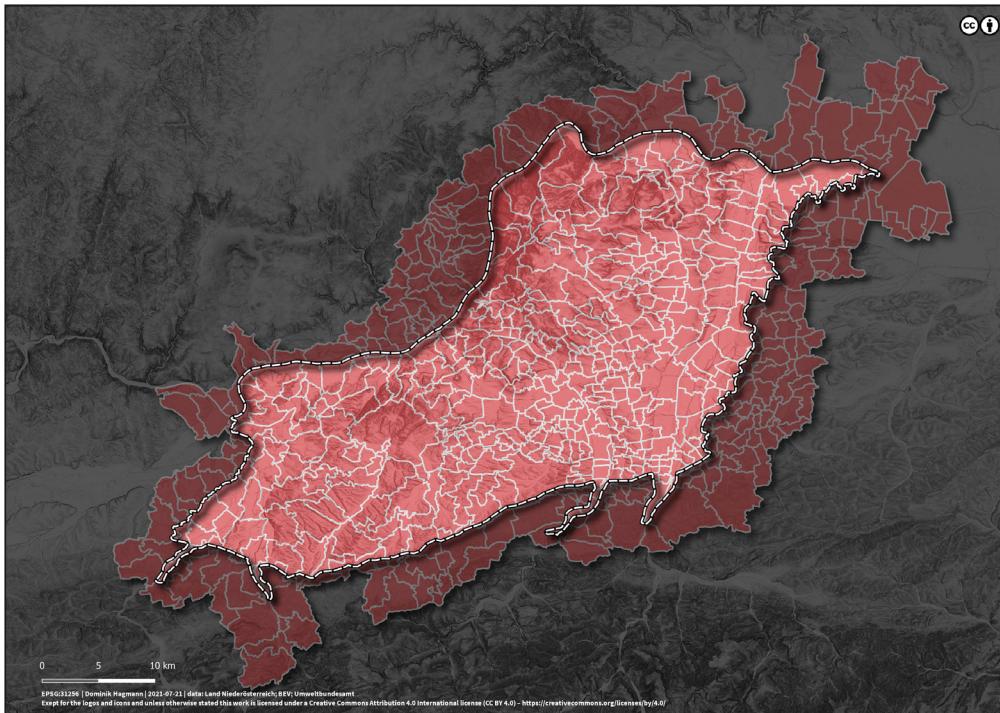 cc
0 5 10 km
EPSG:31256 | Dominik Hagmann | 2021-07-21 | data: Land Niederösterreich; BEV; Umweltbundesamt
Exept for the logos and icons and unless otherwise stated this work is licensed under a Creative Commons Attribution 4.0 International license (CC BY 4.0) – https://creativecommons.org/licenses/by/4.0/